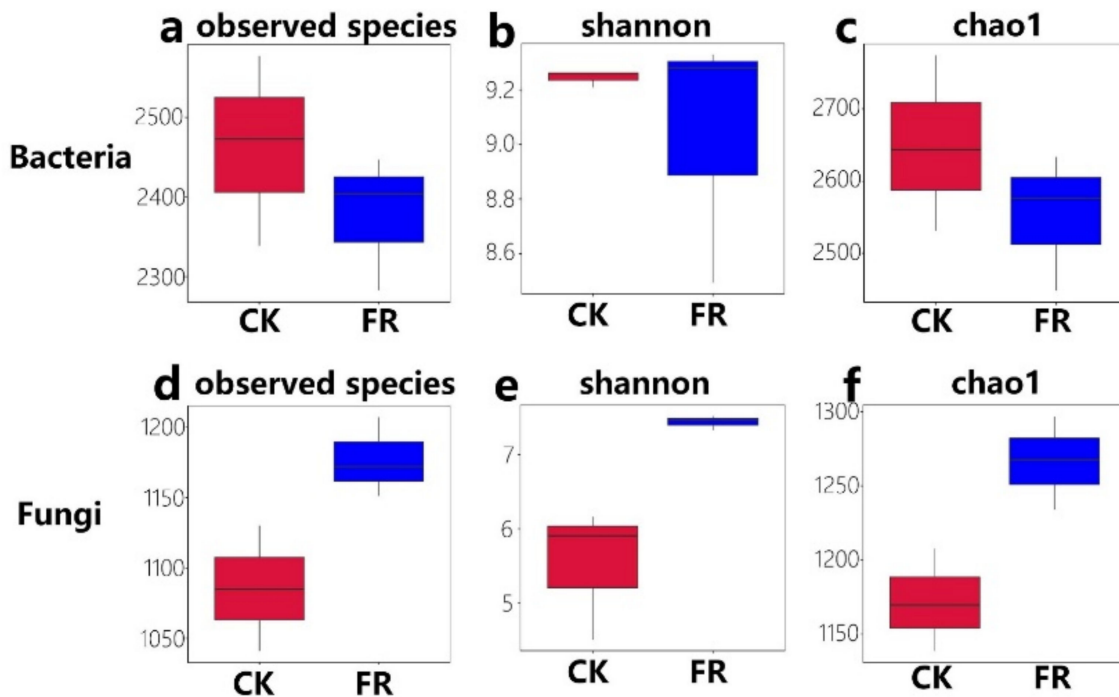 a observed species
b shannon
c chao1
Bacteria
2500
2400
2300
9.2
9.0
8.8
8.6
2700
2600
2500
CK FR
CK FR
CK FR
d observed species
e shannon
f chao1
Fungi
1200
1150
1100
1050
7
6
5
1300
1250
1200
1150
CK FR
CK FR
CK FR